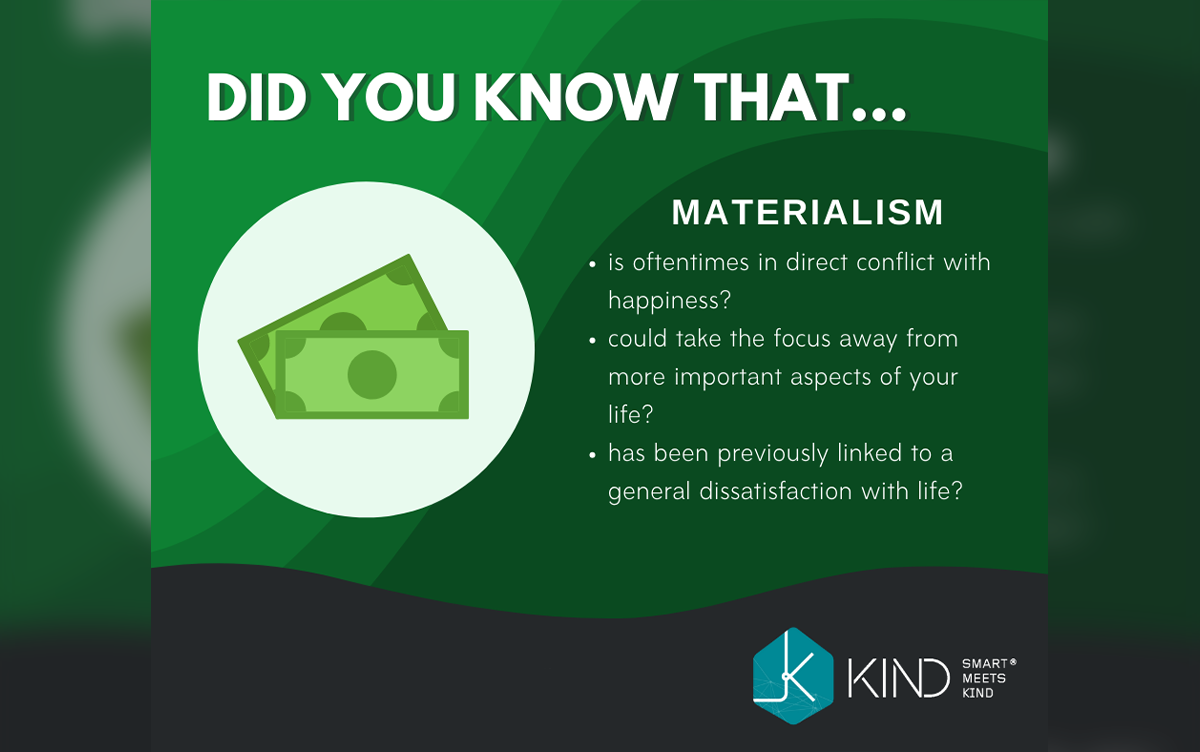 DID YOU KNOW THAT...
MATERIALISM
• is oftentimes in direct conflict with
happiness?
• could take the focus away from
more important aspects of your
life?
• has been previously linked to a
general dissatisfaction with life?
KIND
SMART®
MEETS
KIND